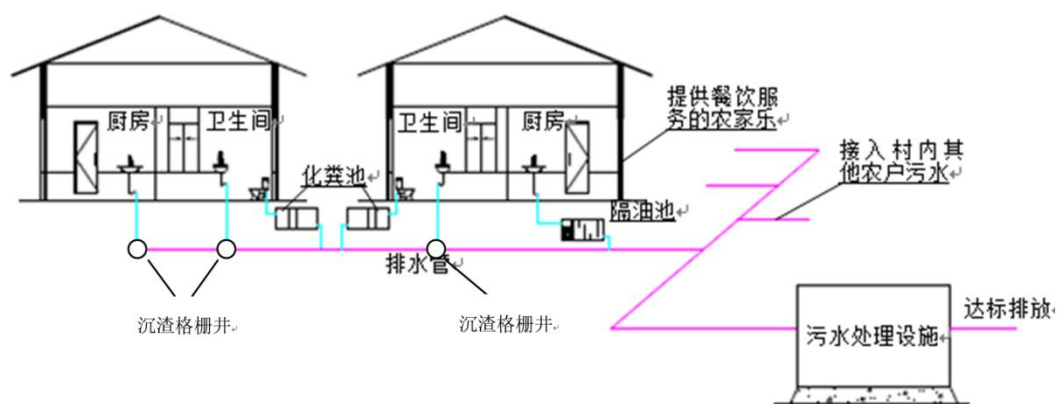 提供餐饮服
务的农家乐
厨房
卫生间
卫生间
厨房
接入村内其
他农户污水
化粪池
隔油池
排水管
沉渣格栅井
沉渣格栅井
达标排放
污水处理设施